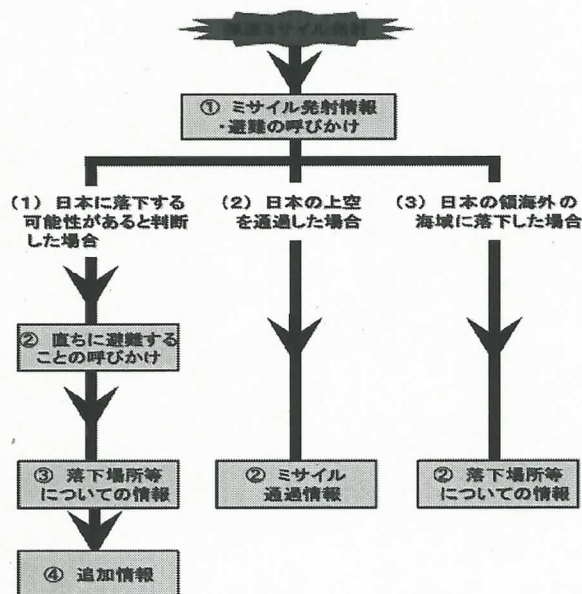 ミサイル発射
① ミサイル発射情報
・避難の呼びかけ
(1) 日本に落下する
可能性があると判断
した場合
(2) 日本の上空
を通過した場合
(3) 日本の領海外の
海域に落下した場合
② 直ちに避難する
ことの呼びかけ
③ 落下場所等
についての情報
② ミサイル
通過情報
② 落下場所等
についての情報
④ 追加情報